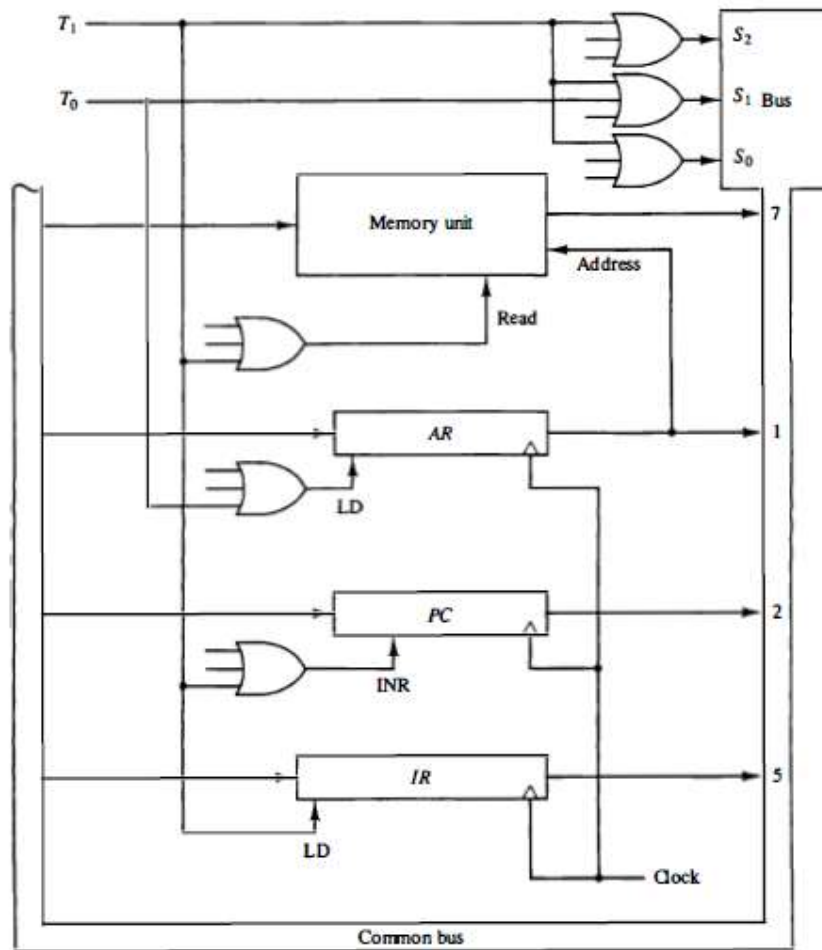 T1
S2
T0
S1 Bus
S0
Memory unit
7
Address
Read
AR
1
LD
PC
2
INR
IR
5
LD
Clock
Common bus